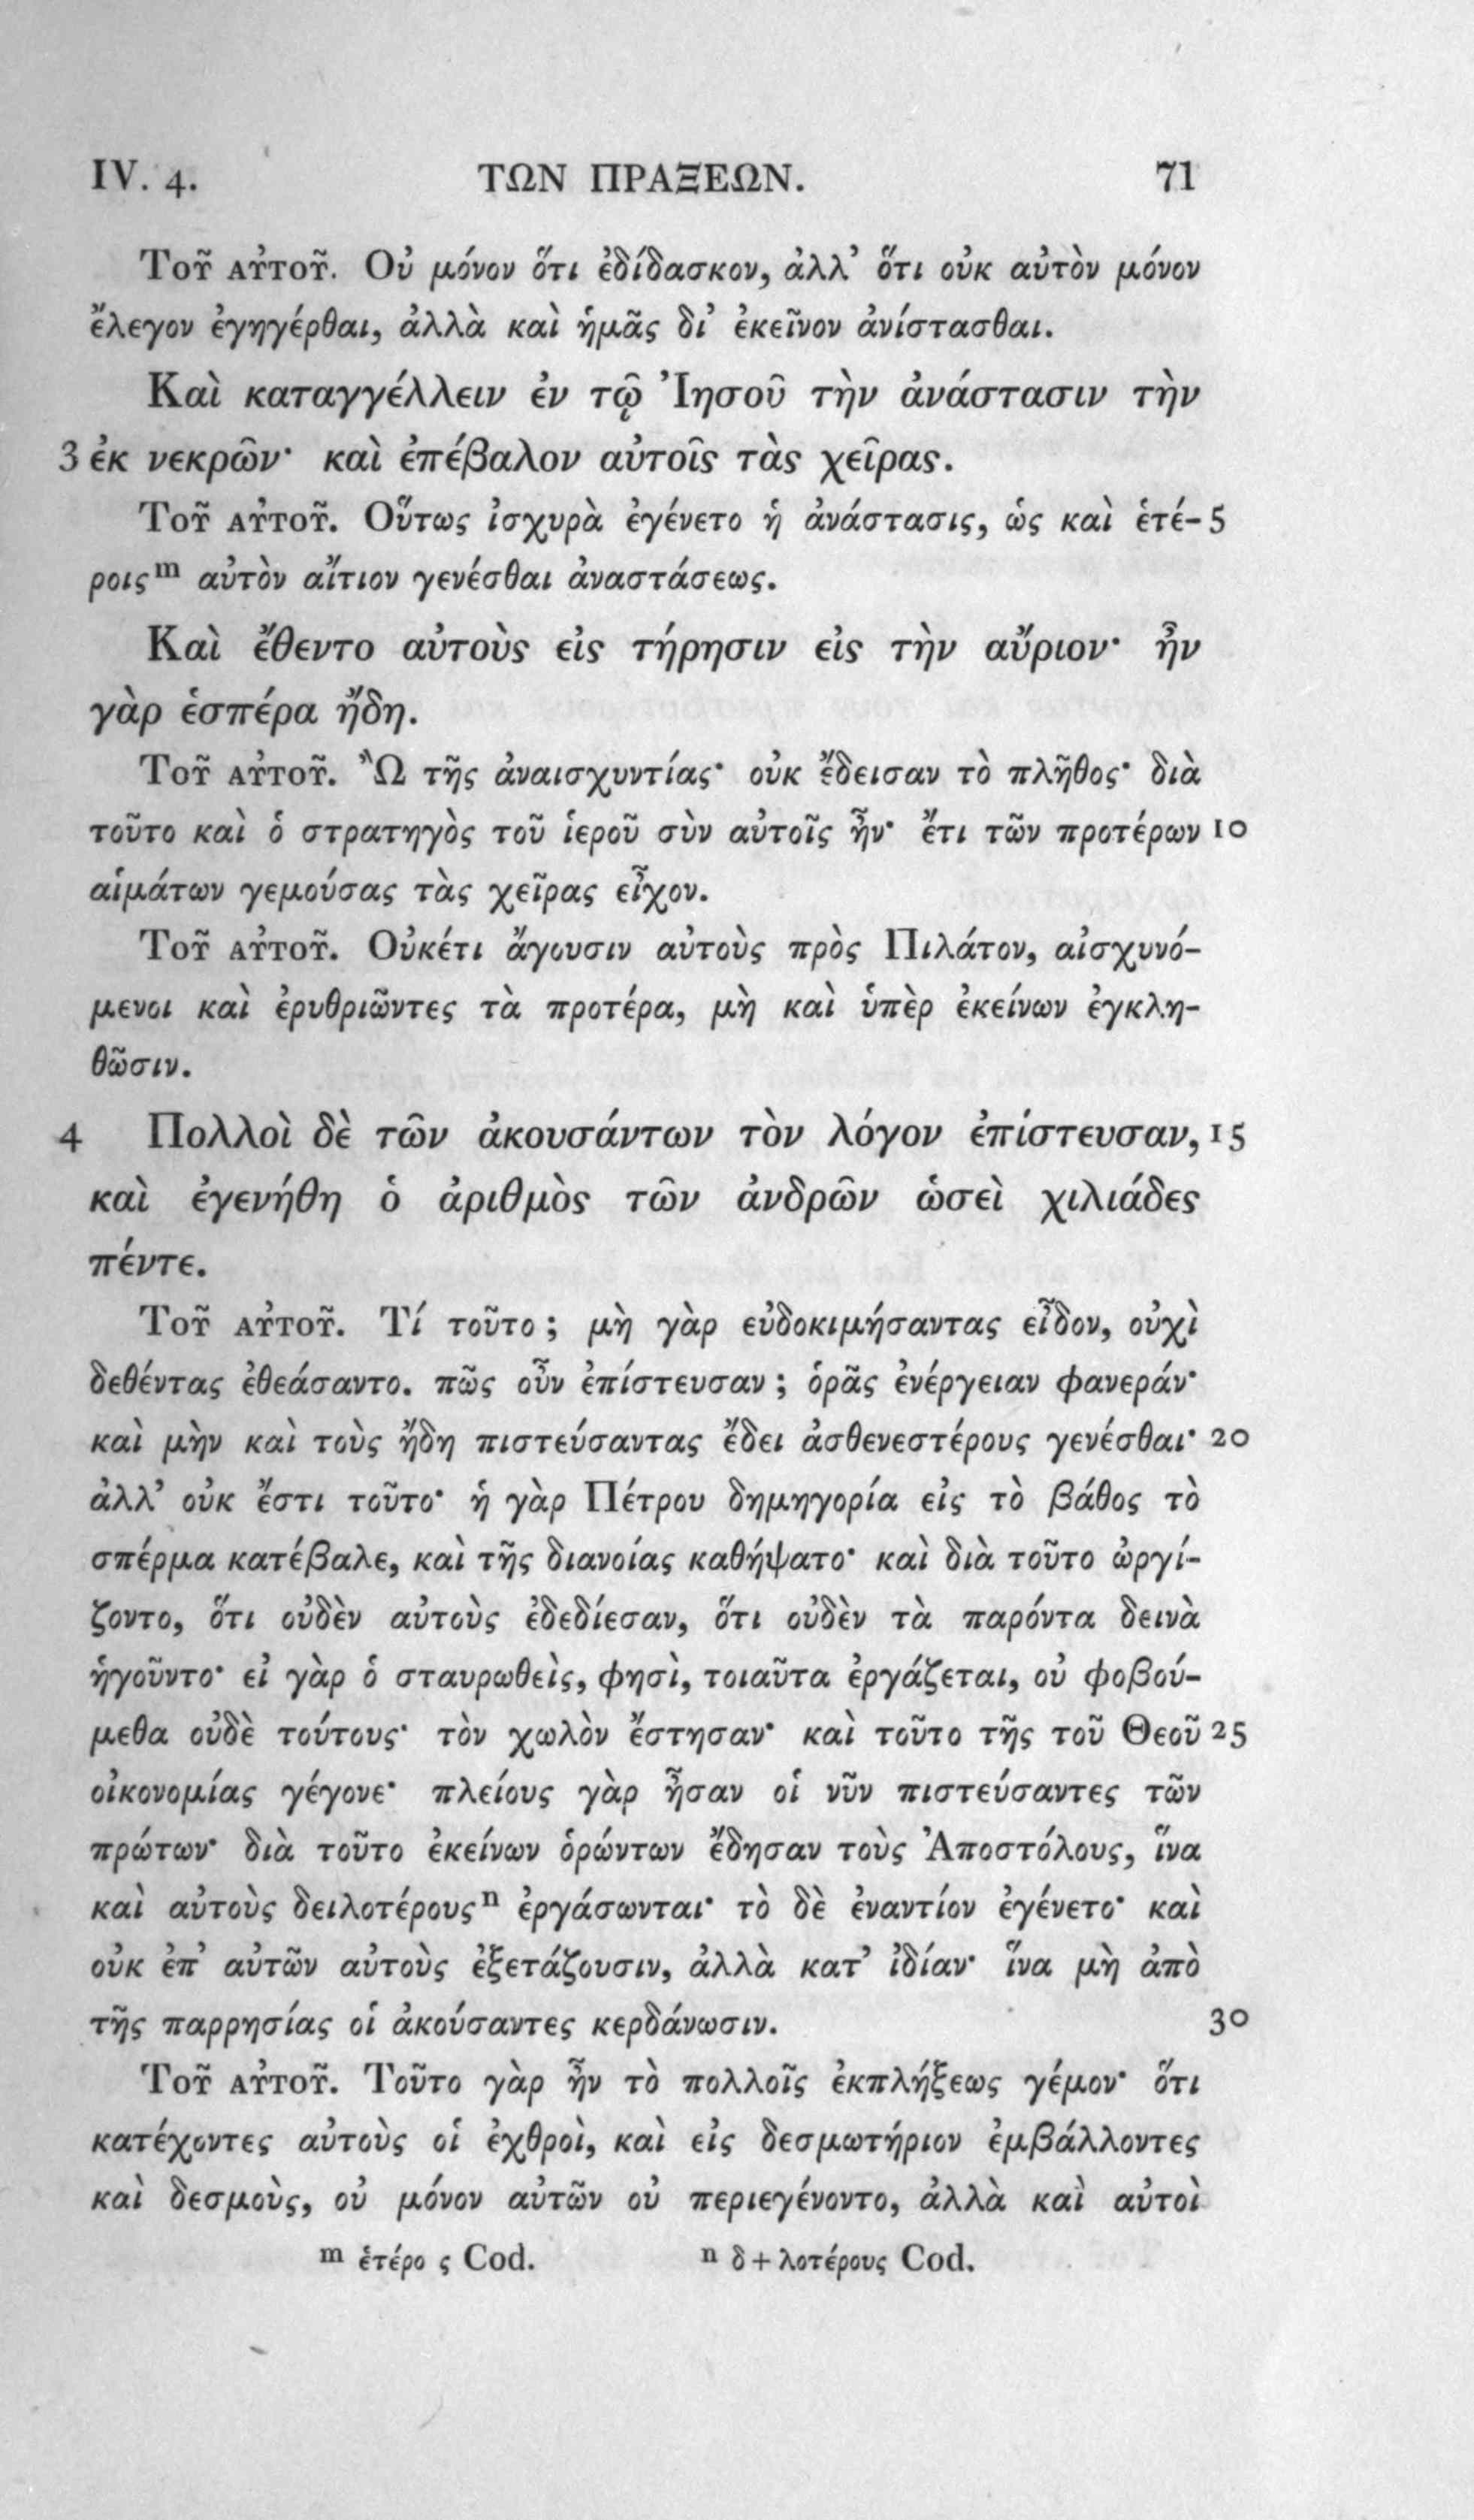 IV. 4. ΤΩΝ ΠΡΑΞΕΩΝ. 71
Τοῦ αὐτοῦ. Οὐ μόνον ὅτι ἐδίδασκον, ἀλλ’ ὅτι οὐκ αὐτὸν μόνον
ἔλεγον ἐγηγέρθαι, ἀλλὰ καὶ ἡμᾶς δι’ ἐκεῖνον ἀνίστασθαι.
Καὶ καταγγέλλειν ἐν τῷ Ἰησοῦ τὴν ἀνάστασιν τὴν
3 ἐκ νεκρῶν· καὶ ἐπέβαλον αὐτοῖς τὰς χεῖρας.
Τοῦ αὐτοῦ. Οὕτως ἰσχυρὰ ἐγένετο ἡ ἀνάστασις, ὡς καὶ ἑτέ- 5
ροις m αὐτὸν αἴτιον γενέσθαι ἀναστάσεως.
Καὶ ἔθεντο αὐτοὺς εἰς τήρησιν εἰς τὴν αὔριον· ἦν
γὰρ ἑσπέρα ἤδη.
Τοῦ αὐτοῦ. Ὢ τῆς ἀναισχυντίας· οὐκ ἔδεισαν τὸ πλῆθος· διὰ
τοῦτο καὶ ὁ στρατηγὸς τοῦ ἱεροῦ σὺν αὐτοῖς ἦν· ἔτι τῶν προτέρων 10
αἱμάτων γεμούσας τὰς χεῖρας εἶχον.
Τοῦ αὐτοῦ. Οὐκέτι ἄγουσιν αὐτοὺς πρὸς Πιλάτον, αἰσχυνό-
μενοι καὶ ἐρυθριῶντες τὰ προτέρα, μὴ καὶ ὑπὲρ ἐκείνων ἐγκλη-
θῶσιν.
4 Πολλοὶ δὲ τῶν ἀκουσάντων τὸν λόγον ἐπίστευσαν, 15
καὶ ἐγενήθη ὁ ἀριθμὸς τῶν ἀνδρῶν ὡσεὶ χιλιάδες
πέντε.
Τοῦ αὐτοῦ. Τί τοῦτο; μὴ γὰρ εὐδοκιμήσαντας εἶδον, οὐχὶ
δεθέντας ἐθεάσαντο. πῶς οὖν ἐπίστευσαν; ὁρᾶς ἐνέργειαν φανεράν·
καὶ μὴν καὶ τοὺς ἤδη πιστεύσαντας ἔδει ἀσθενεστέρους γενέσθαι· 20
ἀλλ’ οὐκ ἔστι τοῦτο· ἡ γὰρ Πέτρου δημηγορία εἰς τὸ βάθος τὸ
σπέρμα κατέβαλε, καὶ τῆς διανοίας καθήψατο· καὶ διὰ τοῦτο ὠργί-
ζοντο, ὅτι οὐδὲν αὐτοὺς ἐδεδίεσαν, ὅτι οὐδὲν τὰ παρόντα δεινὰ
ἡγοῦντο· εἰ γὰρ ὁ σταυρωθεὶς, φησὶ, τοιαῦτα ἐργάζεται, οὐ φοβού-
μεθα οὐδὲ τούτους· τὸν χωλὸν ἔστησαν· καὶ τοῦτο τῆς τοῦ Θεοῦ 25
οἰκονομίας γέγονε· πλείους γὰρ ἦσαν οἱ νῦν πιστεύσαντες τῶν
πρώτων· διὰ τοῦτο ἐκείνων ὁρώντων ἔδησαν τοὺς Ἀποστόλους, ἵνα
καὶ αὐτοὺς δειλοτέρους n ἐργάσωνται· τὸ δὲ ἐναντίον ἐγένετο· καὶ
οὐκ ἐπ’ αὐτῶν αὐτοὺς ἐξετάζουσιν, ἀλλὰ κατ’ ἰδίαν· ἵνα μὴ ἀπὸ
τῆς παρρησίας οἱ ἀκούσαντες κερδάνωσιν. 30
Τοῦ αὐτοῦ. Τοῦτο γὰρ ἦν τὸ πολλοῖς ἐκπλήξεως γέμον· ὅτι
κατέχοντες αὐτοὺς οἱ ἐχθροὶ, καὶ εἰς δεσμωτήριον ἐμβάλλοντες
καὶ δεσμοὺς, οὐ μόνον αὐτῶν οὐ περιεγένοντο, ἀλλὰ καὶ αὐτοὶ
m ἑτέρο ς Cod. n δ+λοτέρους Cod.